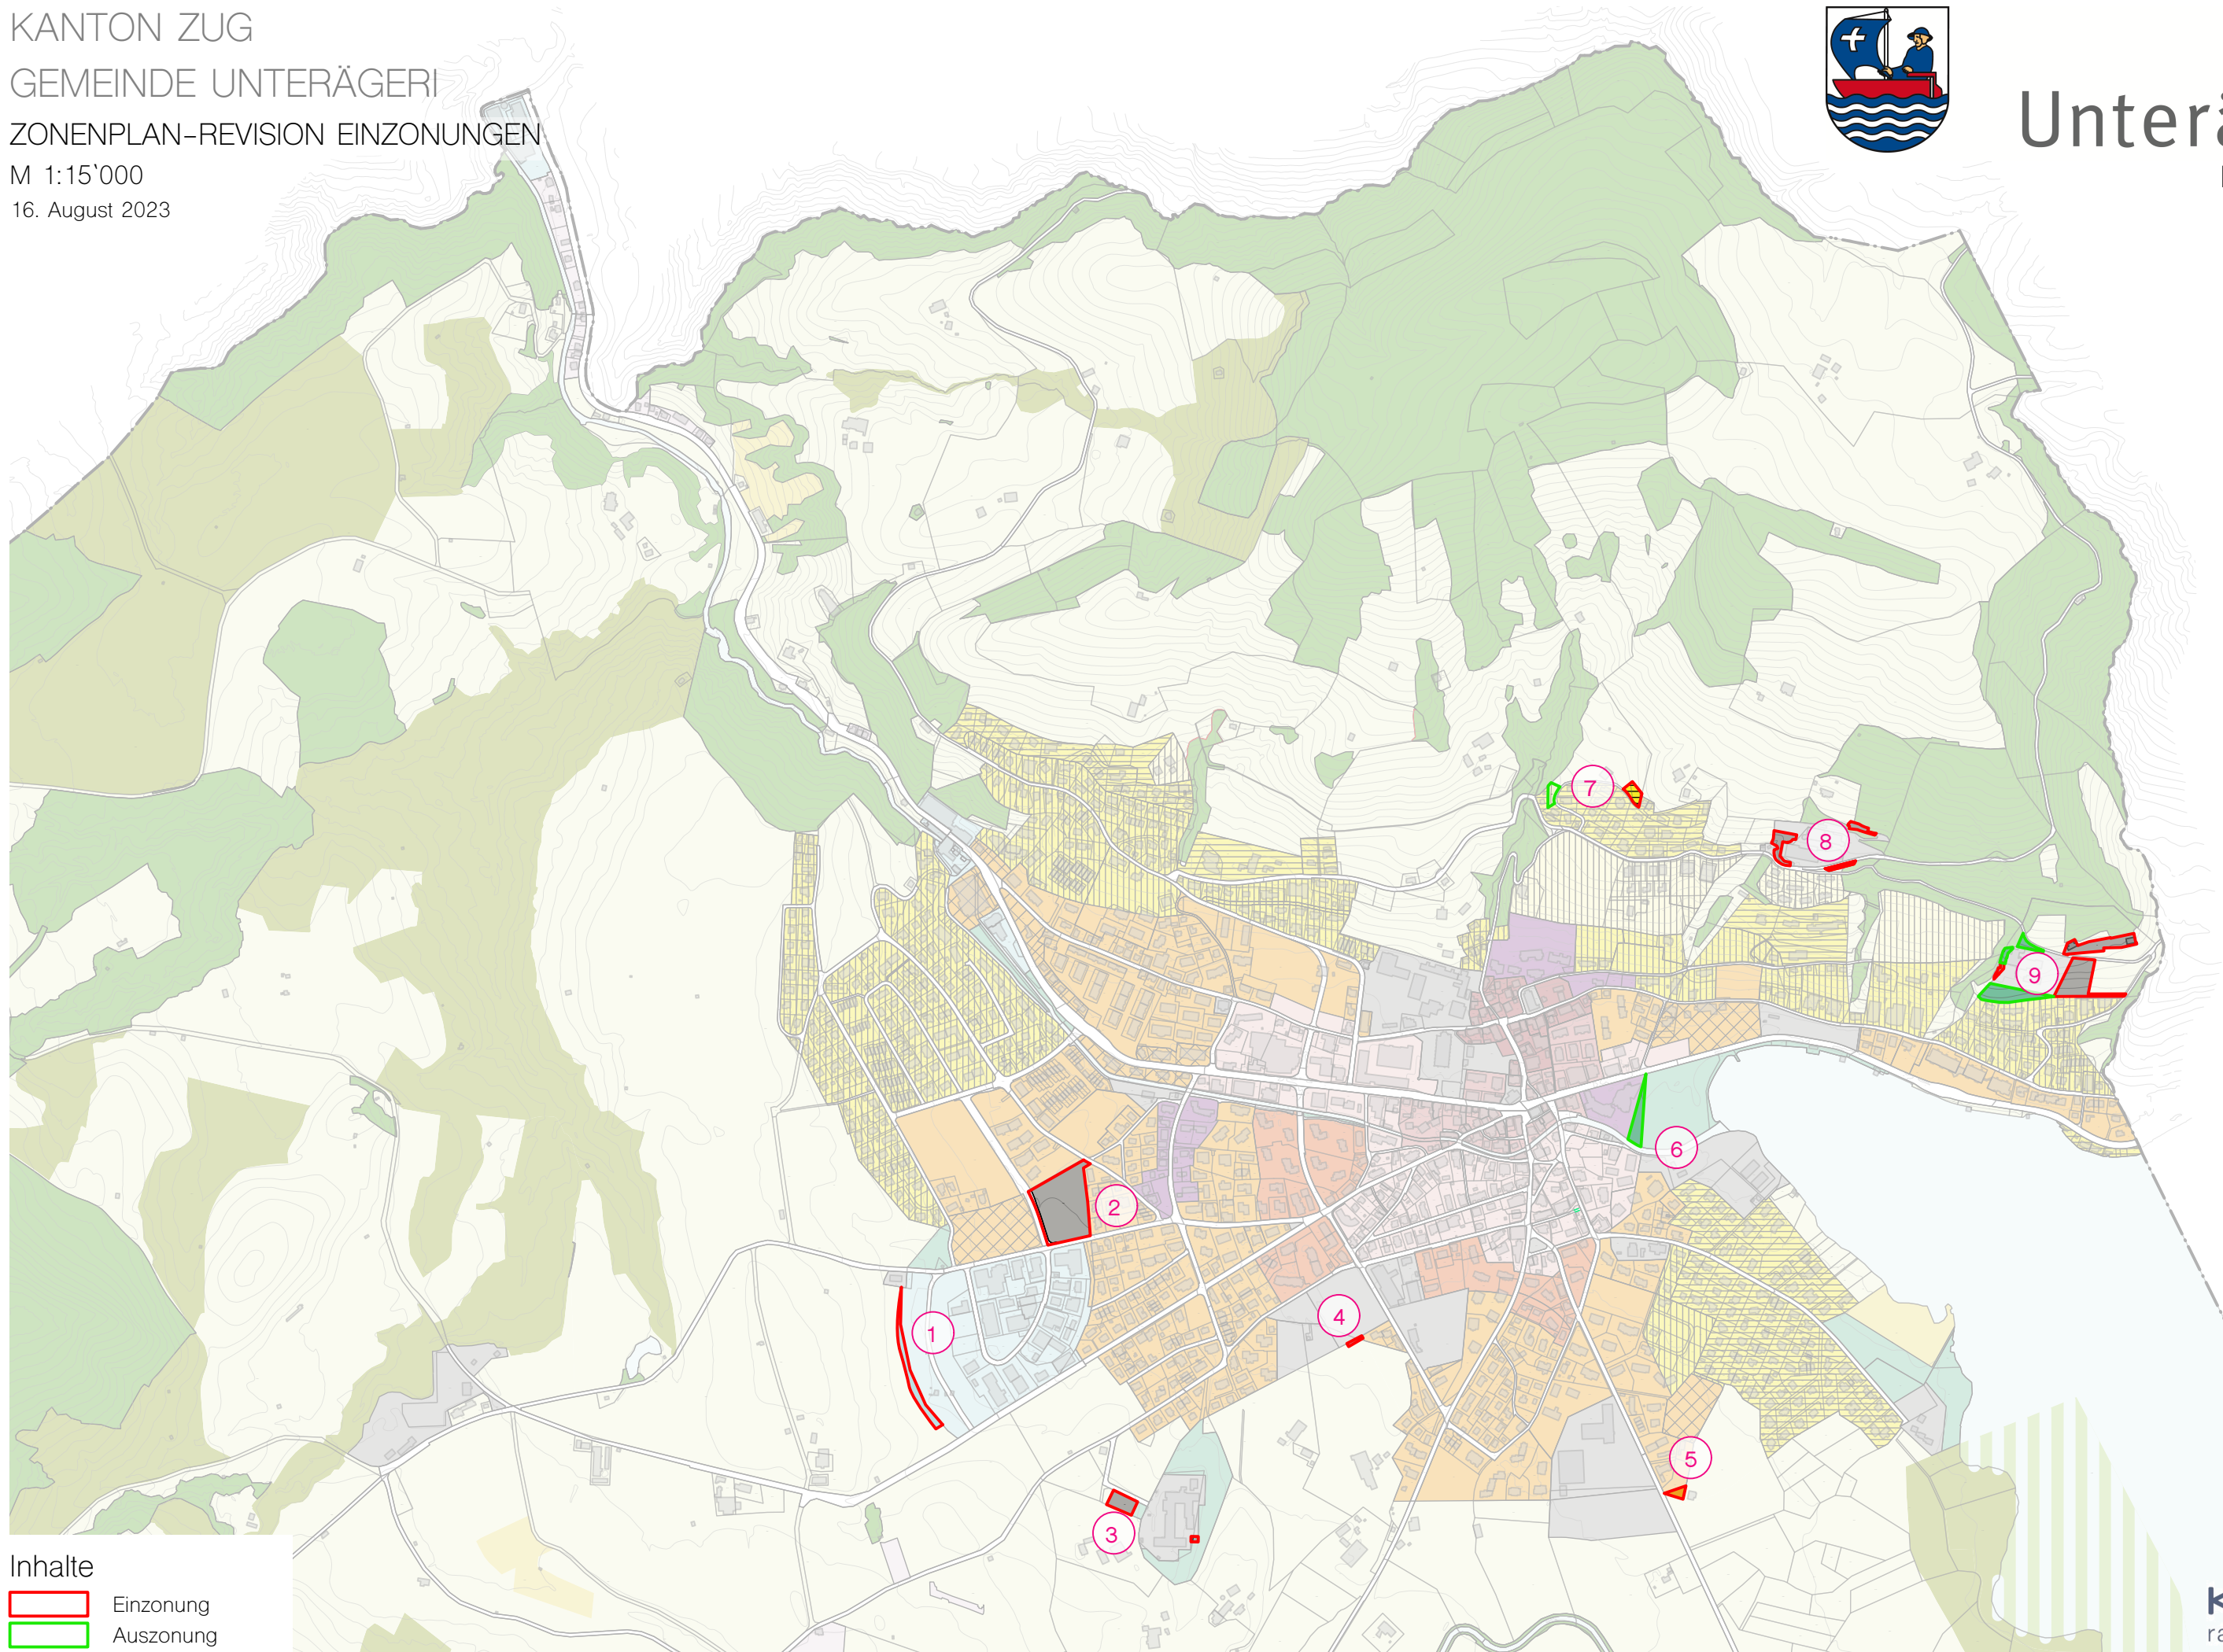 KANTON ZUG
GEMEINDE UNTERÄGERI
ZONENPLAN-REVISION EINZONUNGEN
M 1:15`000
16. August 2023
7
8
9
6
2
1
4
5
3
Inhalte
Einzonung
Auszonung